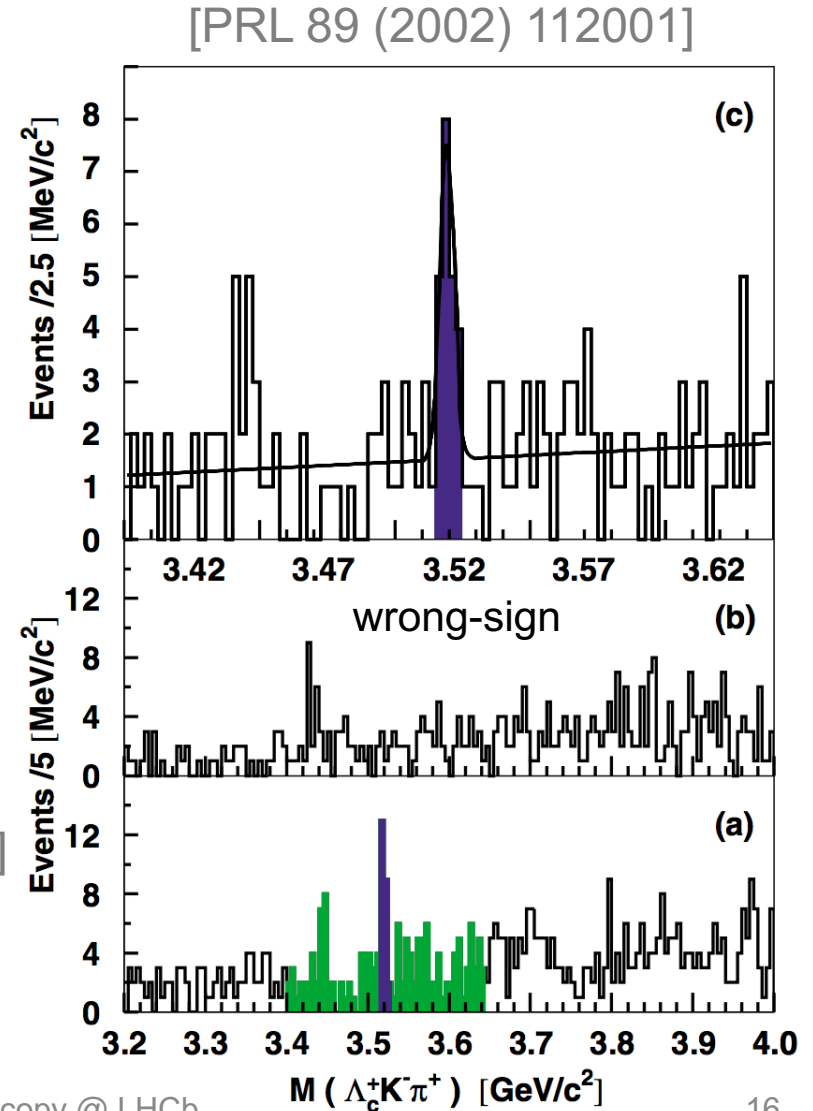 [PRL 89 (2002) 112001]
(c)
Events /2.5 [MeV/c²]
8
7
6
5
4
3
2
1
0
3.42 3.47 3.52 3.57 3.62
wrong-sign
(b)
Events /5 [MeV/c²]
12
8
4
0
(a)
]
12
8
4
0
3.2 3.3 3.4 3.5 3.6 3.7 3.8 3.9 4.0
M ( Λc⁺K⁻π⁺ ) [GeV/c²]
copy @ LHCb
16